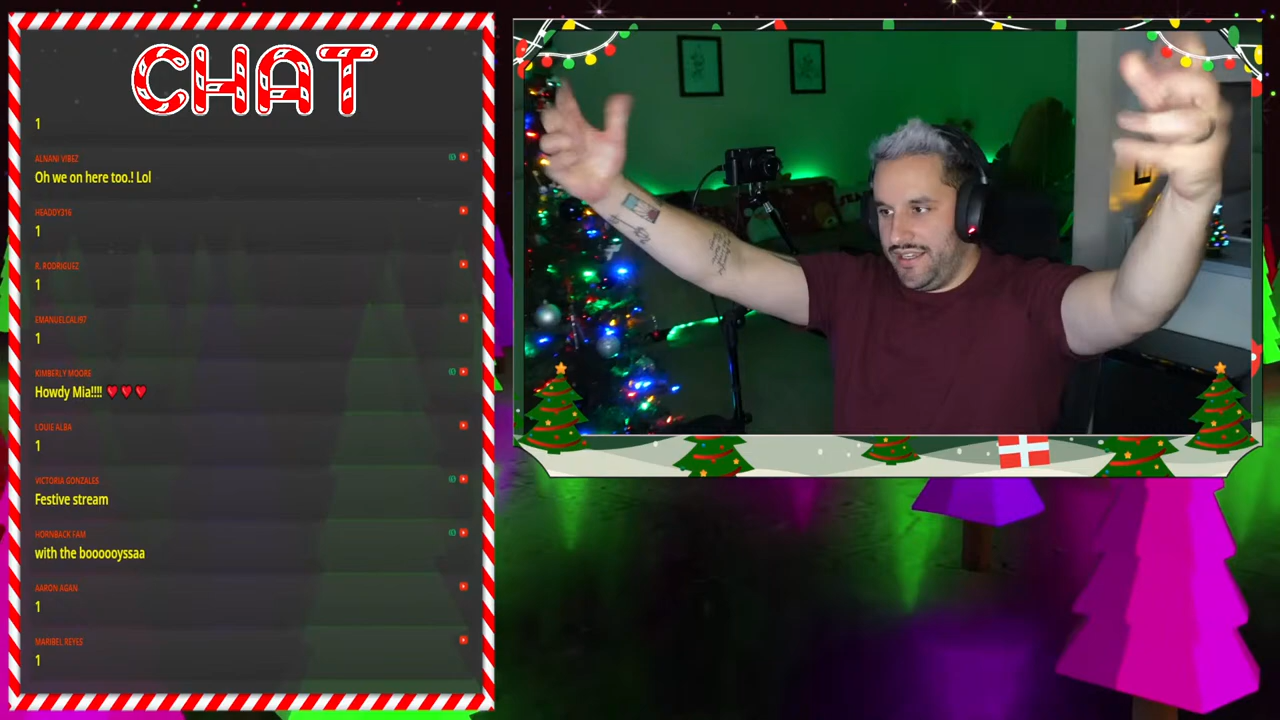 CHAT
1
ALNANI VIBEZ
Oh we on here too.! Lol
HEADDY316
1
R. RODRIGUEZ
1
EMANUELCALI97
1
KIMBERLY MOORE
Howdy Mia!!!! ❤❤❤
LOUIE ALBA
1
VICTORIA GONZALES
Festive stream
HORNBACK FAM
with the boooooyssaa
AARON AGAN
1
MARIBEL REYES
1